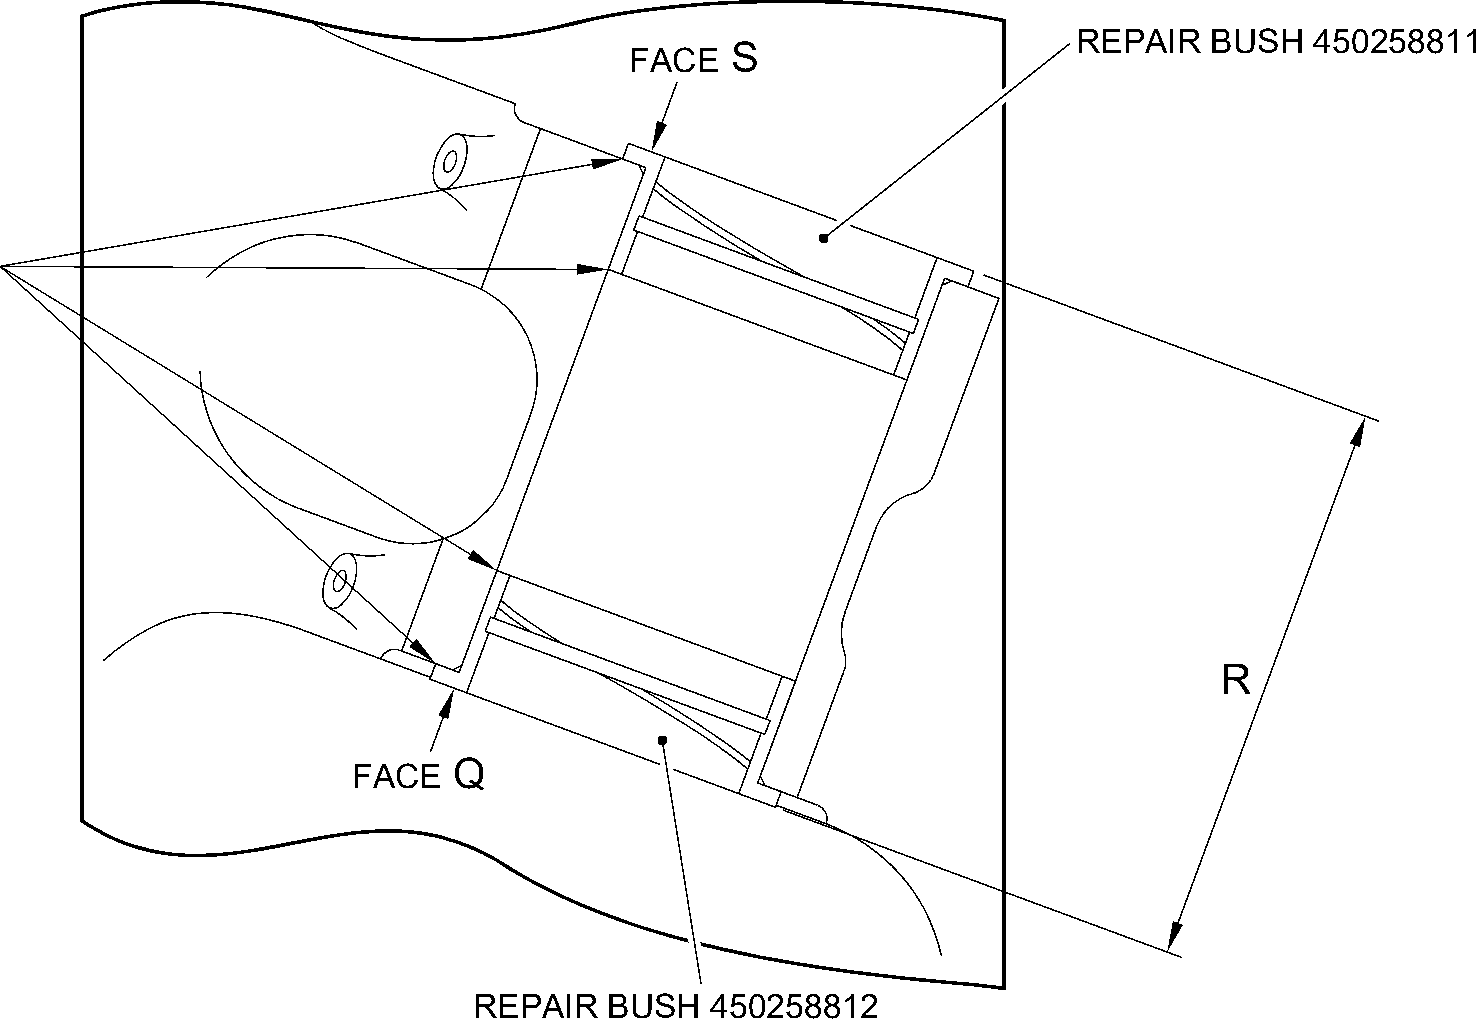 REPAIR BUSH 450258811
FACE S
R
FACE Q
REPAIR BUSH 450258812